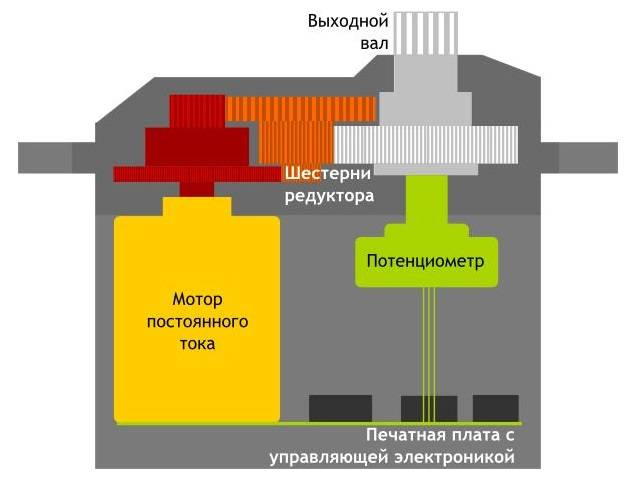 Выходной
вал
Шестерни
редуктора
Потенциометр
Мотор
постоянного
тока
Печатная плата с
управляющей электроникой